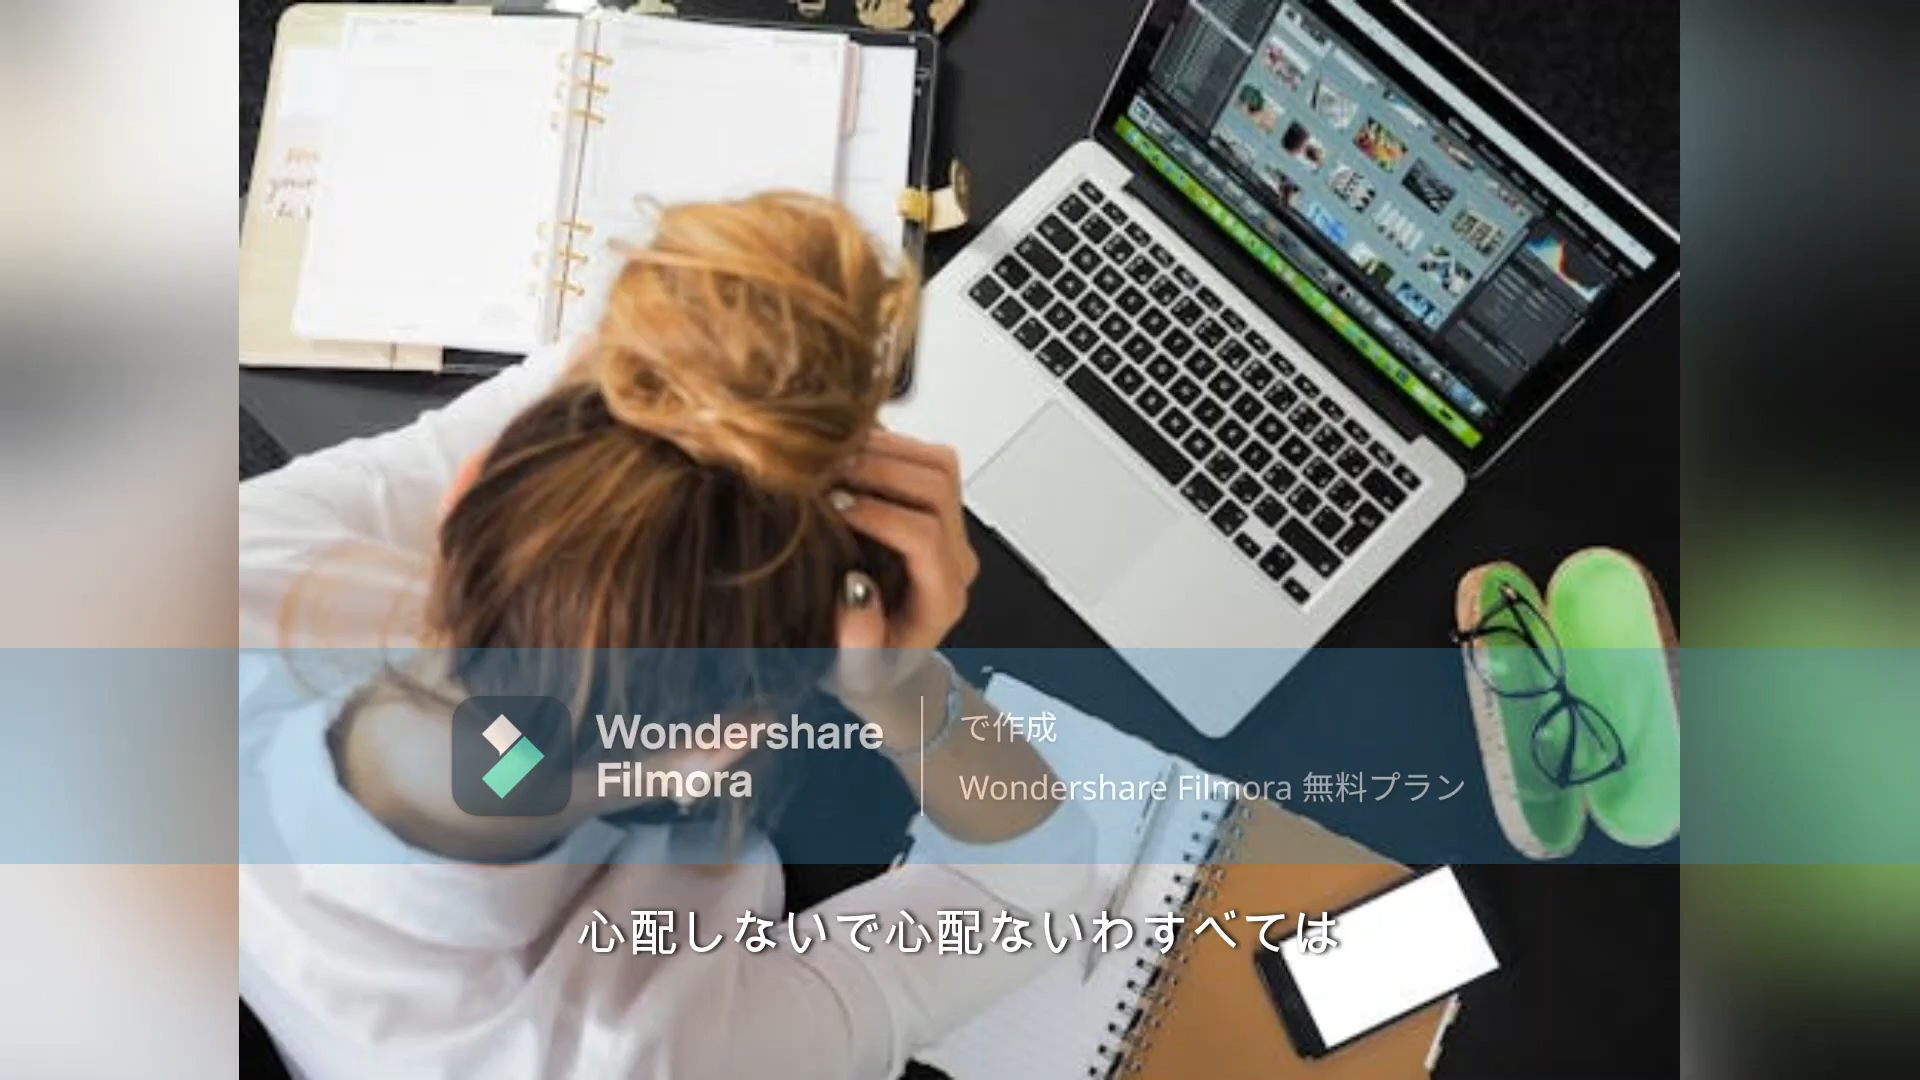 Wondershare
Filmora
で作成
Wondershare Filmora 無料プラン
心配しないで心配ないわすべては